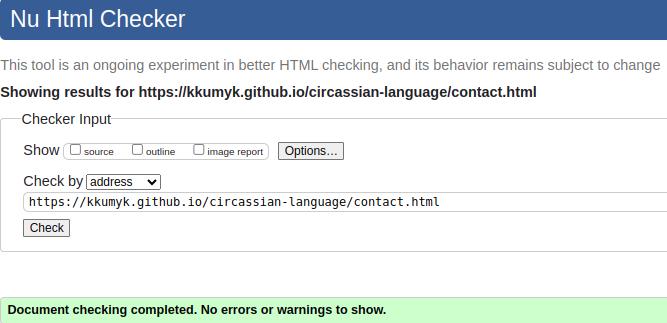 Nu Html Checker
This tool is an ongoing experiment in better HTML checking, and its behavior remains subject to change
Showing results for https://kkumyk.github.io/circassian-language/contact.html
Checker Input
Show source outline image report Options...
Check by address
https://kkumyk.github.io/circassian-language/contact.html
Check
Document checking completed. No errors or warnings to show.